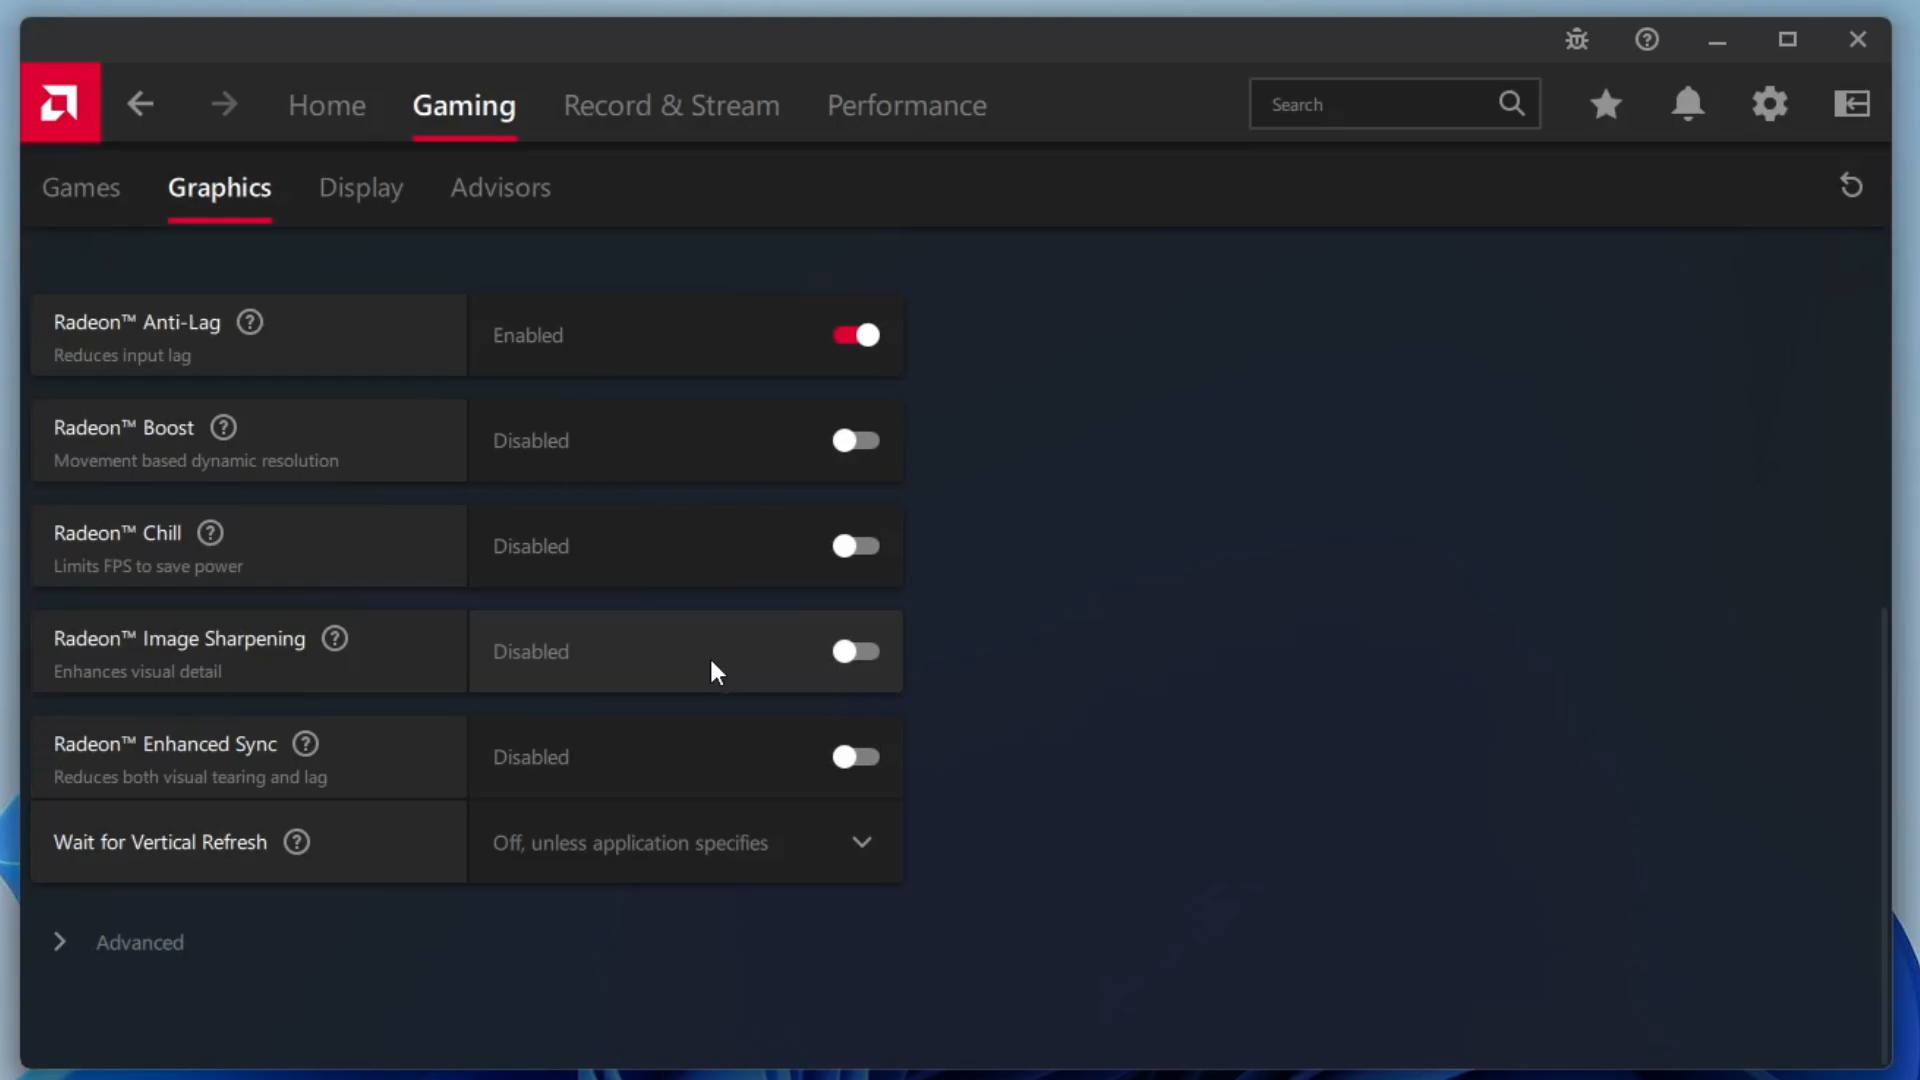 Home Gaming Record & Stream Performance Search
Games Graphics Display Advisors
Radeon™ Anti-Lag
Reduces input lag
Enabled
Radeon™ Boost
Movement based dynamic resolution
Disabled
Radeon™ Chill
Limits FPS to save power
Disabled
Radeon™ Image Sharpening
Enhances visual detail
Disabled
Radeon™ Enhanced Sync
Reduces both visual tearing and lag
Disabled
Wait for Vertical Refresh
Off, unless application specifies
Advanced